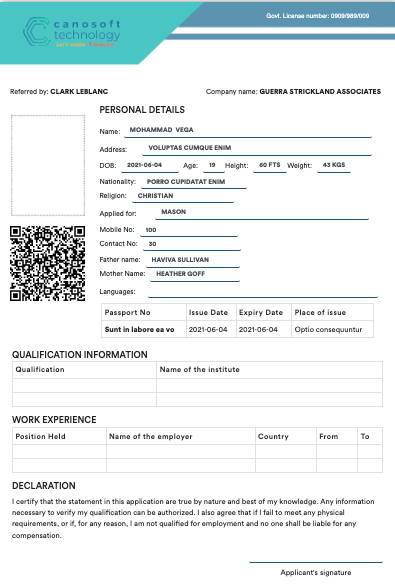 canosoft
technology
Let's make IT happen
Govt. License number: 0909/989/009
Referred by: CLARK LEBLANC
Company name: GUERRA STRICKLAND ASSOCIATES
PERSONAL DETAILS
Name: MOHAMMAD VEGA
Address: VOLUPTAS CUMQUE ENIM
DOB: 2021-06-04 Age: 19 Height: 60 FTS Weight: 43 KGS
Nationality: PORRO CUPIDATAT ENIM
Religion: CHRISTIAN
Applied for: MASON
Mobile No: 100
Contact No: 30
Father name: HAVIVA SULLIVAN
Mother Name: HEATHER GOFF
Languages:
Passport No Issue Date Expiry Date Place of issue
Sunt in labore ea vo 2021-06-04 2021-06-04 Optio consequuntur
QUALIFICATION INFORMATION
Qualification Name of the institute
WORK EXPERIENCE
Position Held Name of the employer Country From To
DECLARATION
I certify that the statement in this application are true by nature and best of my knowledge. Any information
necessary to verify my qualification can be authorized. I also agree that if I fail to meet any physical
requirements, or if, for any reason, I am not qualified for employment and no one shall be liable for any
compensation.
Applicant's signature